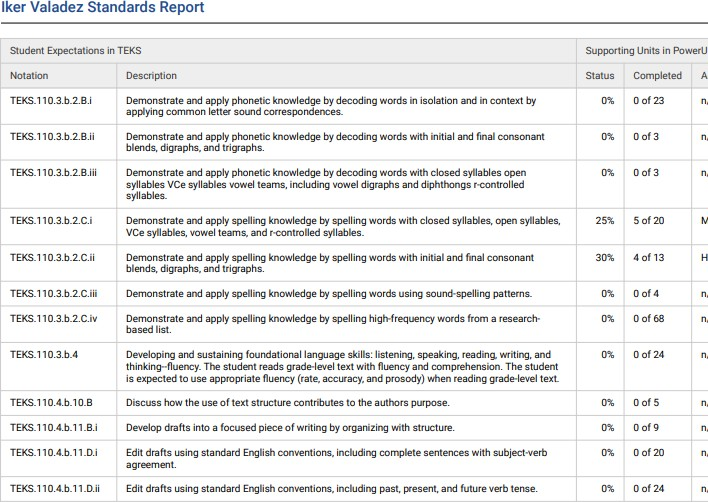 Iker Valadez Standards Report
Student Expectations in TEKS Supporting Units in PowerU
Notation Description Status Completed A
TEKS.110.3.b.2.B.i Demonstrate and apply phonetic knowledge by decoding words in isolation and in context by 0% 0 of 23 n/
applying common letter sound correspondences.
TEKS.110.3.b.2.B.ii Demonstrate and apply phonetic knowledge by decoding words with initial and final consonant 0% 0 of 3 n/
blends, digraphs, and trigraphs.
TEKS.110.3.b.2.B.iii Demonstrate and apply phonetic knowledge by decoding words with closed syllables open 0% 0 of 3 n/
syllables VCe syllables vowel teams, including vowel digraphs and diphthongs r-controlled
syllables.
TEKS.110.3.b.2.C.i Demonstrate and apply spelling knowledge by spelling words with closed syllables, open syllables, 25% 5 of 20 M
VCe syllables, vowel teams, and r-controlled syllables.
TEKS.110.3.b.2.C.ii Demonstrate and apply spelling knowledge by spelling words with initial and final consonant 30% 4 of 13 H
blends, digraphs, and trigraphs.
TEKS.110.3.b.2.C.iii Demonstrate and apply spelling knowledge by spelling words using sound-spelling patterns. 0% 0 of 4 n/
TEKS.110.3.b.2.C.iv Demonstrate and apply spelling knowledge by spelling high-frequency words from a research- 0% 0 of 68 n/
based list.
TEKS.110.3.b.4 Developing and sustaining foundational language skills: listening, speaking, reading, writing, and 0% 0 of 24 n/
thinking--fluency. The student reads grade-level text with fluency and comprehension. The student
is expected to use appropriate fluency (rate, accuracy, and prosody) when reading grade-level text.
TEKS.110.4.b.10.B Discuss how the use of text structure contributes to the authors purpose. 0% 0 of 5 n/
TEKS.110.4.b.11.B.i Develop drafts into a focused piece of writing by organizing with structure. 0% 0 of 9 n/
TEKS.110.4.b.11.D.i Edit drafts using standard English conventions, including complete sentences with subject-verb 0% 0 of 20 n/
agreement.
TEKS.110.4.b.11.D.ii Edit drafts using standard English conventions, including past, present, and future verb tense. 0% 0 of 24 n/